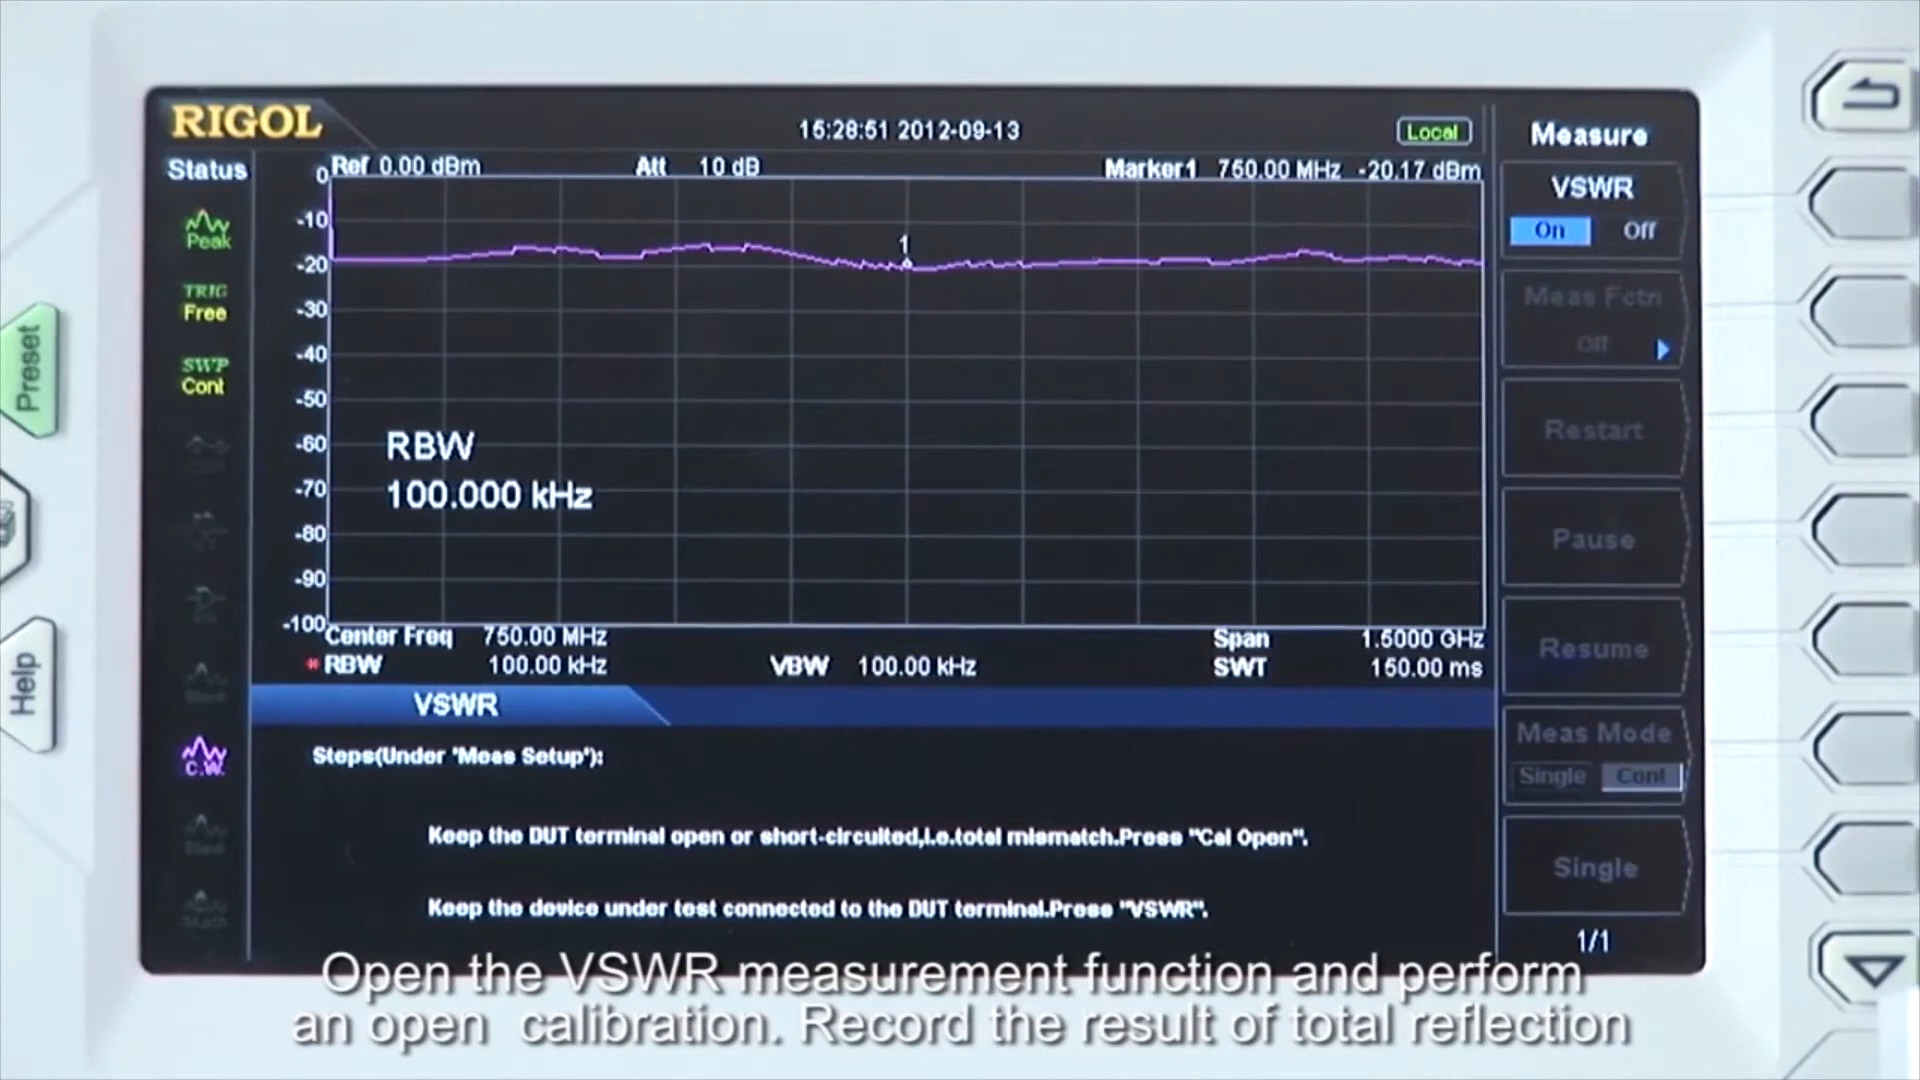 RIGOL
15:28:51 2012-09-13
Local
Measure
Status
Ref 0.00 dBm
Att 10 dB
Marker1 750.00 MHz -20.17 dBm
VSWR
On Off
Peak
TRIG
Free
SWP
Cont
0
-10
-20
-30
-40
-50
-60
-70
-80
-90
-100
1
RBW
100.000 kHz
Meas Fctn
Off
Restart
Pause
Resume
Meas Mode
Single Cont
Single
1/1
Center Freq 750.00 MHz
Span 1.5000 GHz
*RBW 100.00 kHz
VBW 100.00 kHz
SWT 150.00 ms
VSWR
Steps(Under "Meas Setup"):
C.W.
Keep the DUT terminal open or short-circuited,i.e.total mismatch.Press "Cal Open".
Keep the device under test connected to the DUT terminal.Press "VSWR".
Math
Preset
Help
Open the VSWR measurement function and perform
an open calibration. Record the result of total reflection